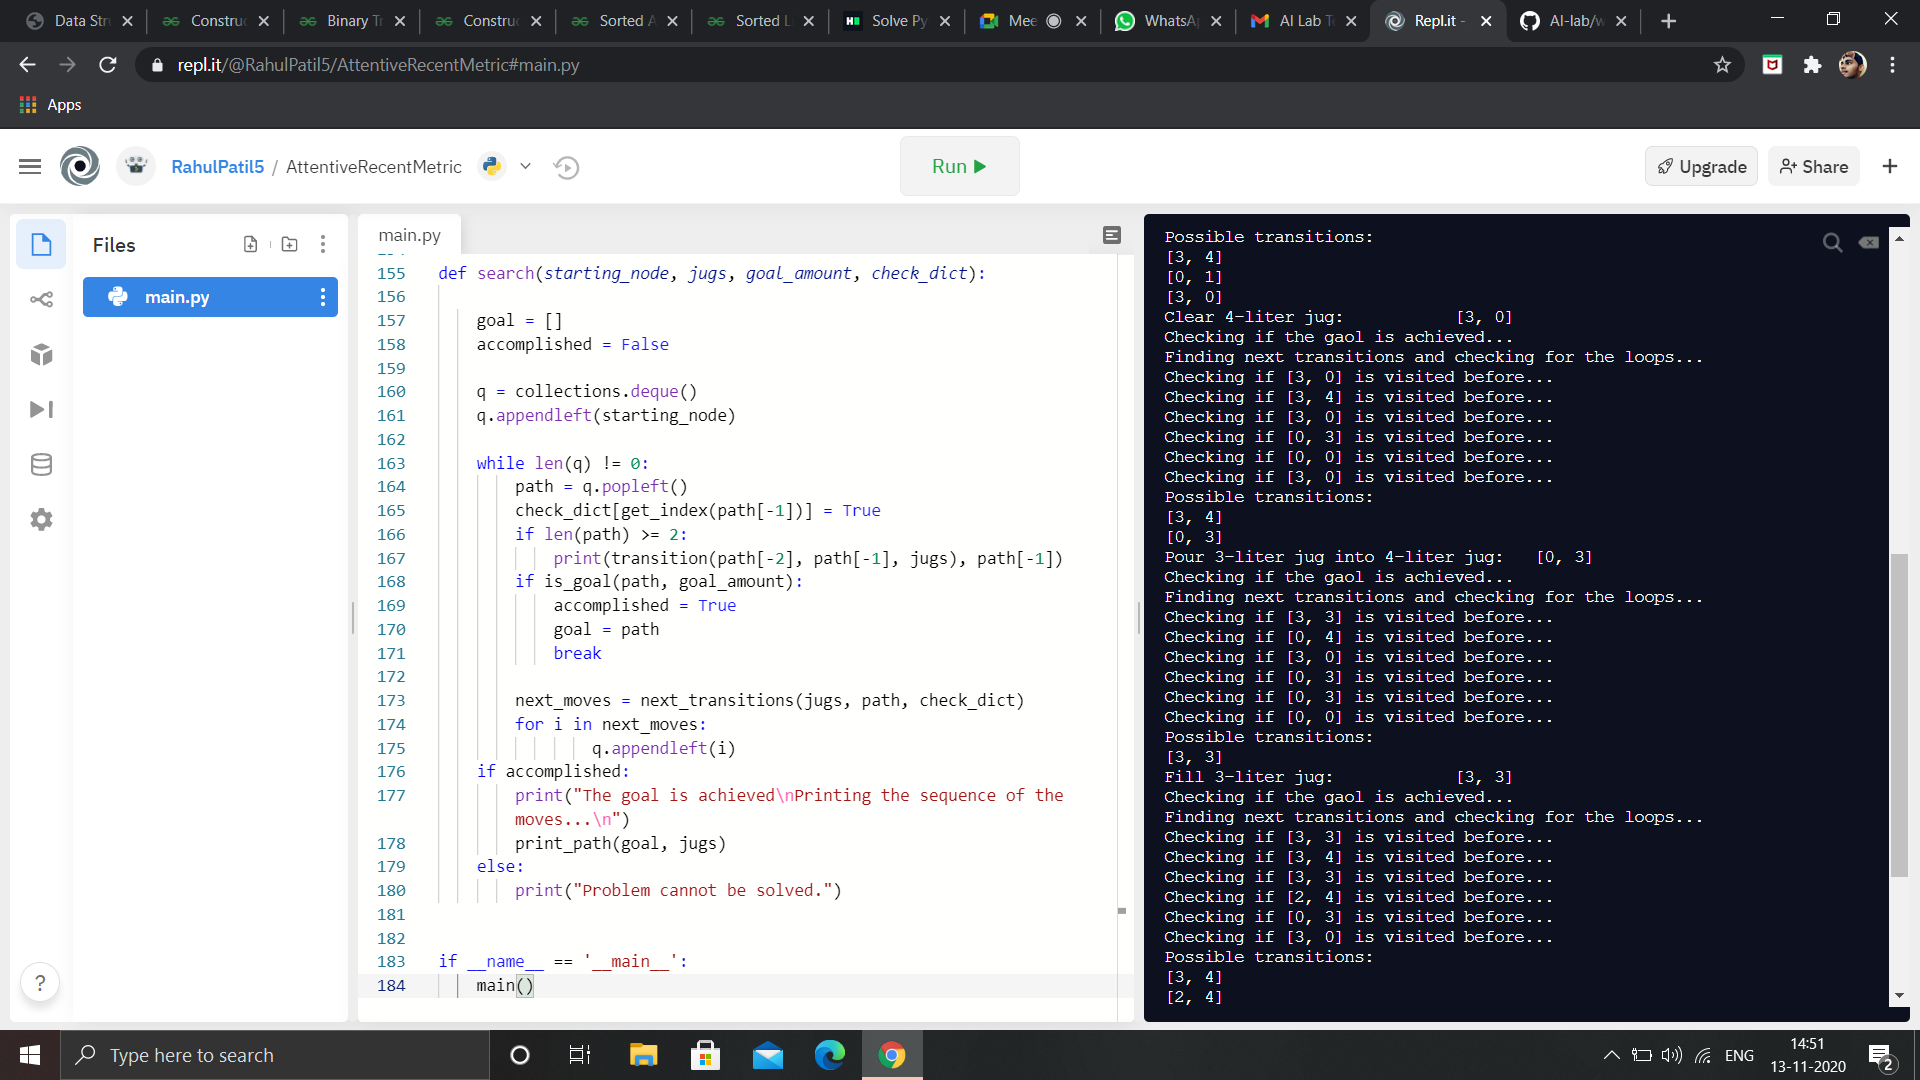 Data Str
Construc
Binary Tr
Construc
Sorted A
Sorted Li
Solve Py
Mee
WhatsAp
AI Lab Te
Repl.it -
AI-lab/w
repl.it/@RahulPatil5/AttentiveRecentMetric#main.py
Apps
RahulPatil5 / AttentiveRecentMetric
Run
Upgrade
Share
Files
main.py
main.py
155 def search(starting_node, jugs, goal_amount, check_dict):
156
157 goal = []
158 accomplished = False
159
160 q = collections.deque()
161 q.appendleft(starting_node)
162
163 while len(q) != 0:
164 path = q.popleft()
165 check_dict[get_index(path[-1])] = True
166 if len(path) >= 2:
167 print(transition(path[-2], path[-1], jugs), path[-1])
168 if is_goal(path, goal_amount):
169 accomplished = True
170 goal = path
171 break
172
173 next_moves = next_transitions(jugs, path, check_dict)
174 for i in next_moves:
175 q.appendleft(i)
176 if accomplished:
177 print("The goal is achieved\nPrinting the sequence of the
moves...\n")
178 print_path(goal, jugs)
179 else:
180 print("Problem cannot be solved.")
181
182
183 if __name__ == '__main__':
184 main()
Possible transitions:
[3, 4]
[0, 1]
[3, 0]
Clear 4-liter jug: [3, 0]
Checking if the gaol is achieved...
Finding next transitions and checking for the loops...
Checking if [3, 0] is visited before...
Checking if [3, 4] is visited before...
Checking if [3, 0] is visited before...
Checking if [0, 3] is visited before...
Checking if [0, 0] is visited before...
Checking if [3, 0] is visited before...
Possible transitions:
[3, 4]
[0, 3]
Pour 3-liter jug into 4-liter jug: [0, 3]
Checking if the gaol is achieved...
Finding next transitions and checking for the loops...
Checking if [3, 3] is visited before...
Checking if [0, 4] is visited before...
Checking if [3, 0] is visited before...
Checking if [0, 3] is visited before...
Checking if [0, 3] is visited before...
Checking if [0, 0] is visited before...
Possible transitions:
[3, 3]
Fill 3-liter jug: [3, 3]
Checking if the gaol is achieved...
Finding next transitions and checking for the loops...
Checking if [3, 3] is visited before...
Checking if [3, 4] is visited before...
Checking if [3, 3] is visited before...
Checking if [2, 4] is visited before...
Checking if [0, 3] is visited before...
Checking if [3, 0] is visited before...
Possible transitions:
[3, 4]
[2, 4]
?
Type here to search
ENG
14:51
13-11-2020
2